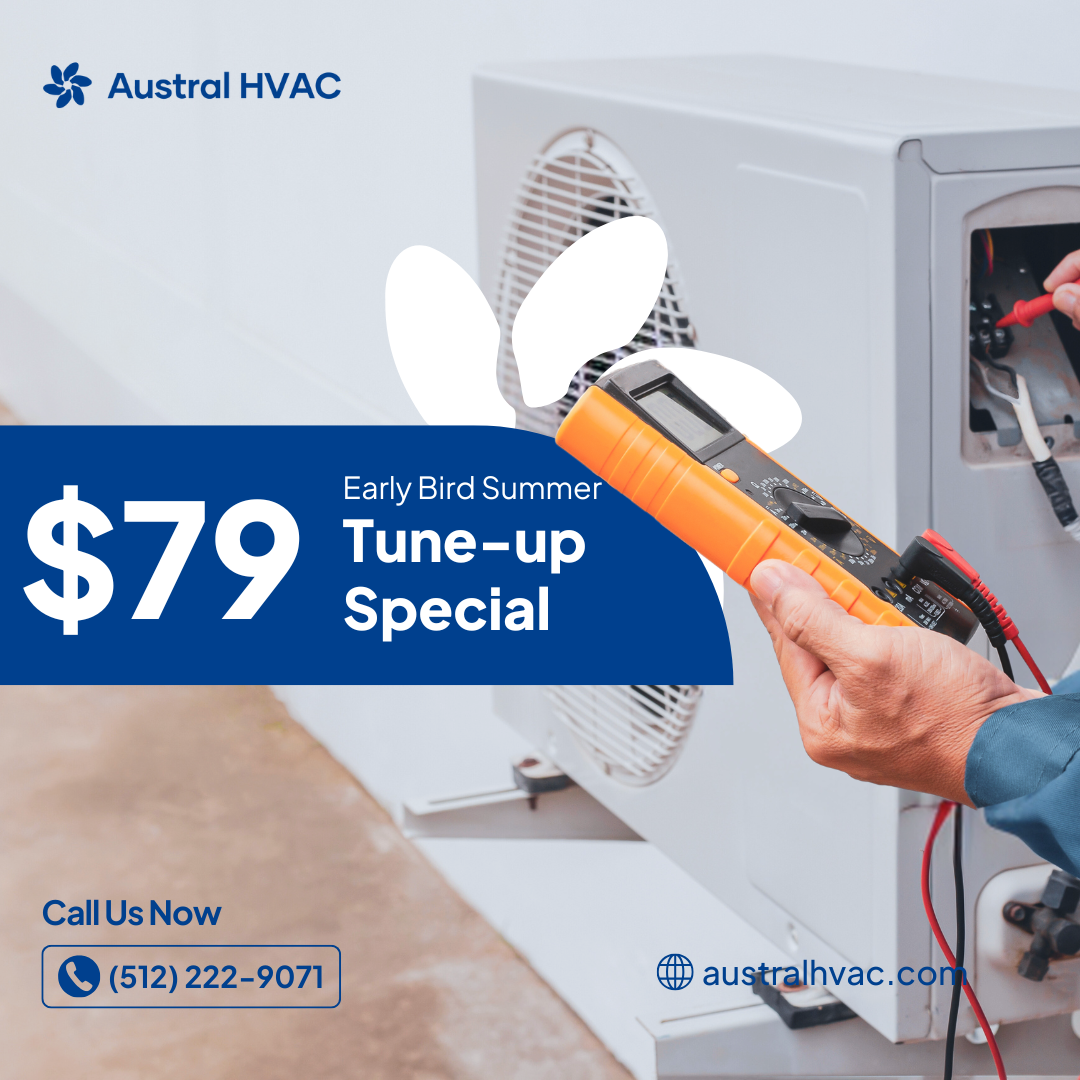 Austral HVAC
$79
Early Bird Summer
Tune-up
Special
Call Us Now
(512) 222-9071
australhvac.com